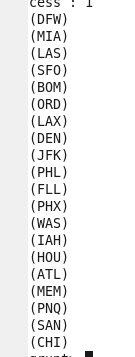 cess : 1
(DFW)
(MIA)
(LAS)
(SFO)
(BOM)
(ORD)
(LAX)
(DEN)
(JFK)
(PHL)
(FLL)
(PHX)
(WAS)
(IAH)
(HOU)
(ATL)
(MEM)
(PNQ)
(SAN)
(CHI)